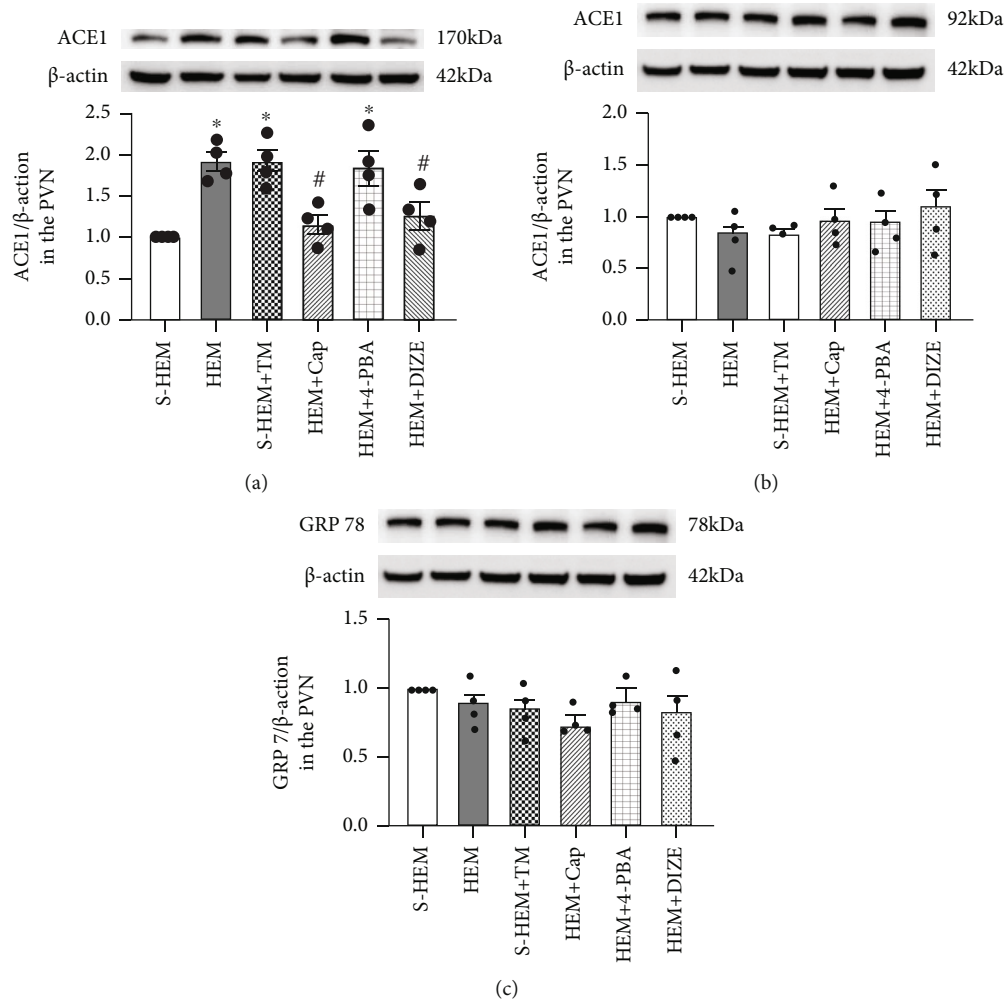 ACE1
170kDa
β-actin
42kDa
ACE1/β-action
in the PVN
2.5
2.0
1.5
1.0
0.5
0.0
*
*
#
*
#
S-HEM
HEM
S-HEM+TM
HEM+Cap
HEM+4-PBA
HEM+DIZE
(a)
ACE1
92kDa
β-actin
42kDa
ACE1/β-action
in the PVN
2.0
1.5
1.0
0.5
0.0
S-HEM
HEM
S-HEM+TM
HEM+Cap
HEM+4-PBA
HEM+DIZE
(b)
GRP 78
78kDa
β-actin
42kDa
GRP 7/β-action
in the PVN
1.5
1.0
0.5
0.0
S-HEM
HEM
S-HEM+TM
HEM+Cap
HEM+4-PBA
HEM+DIZE
(c)